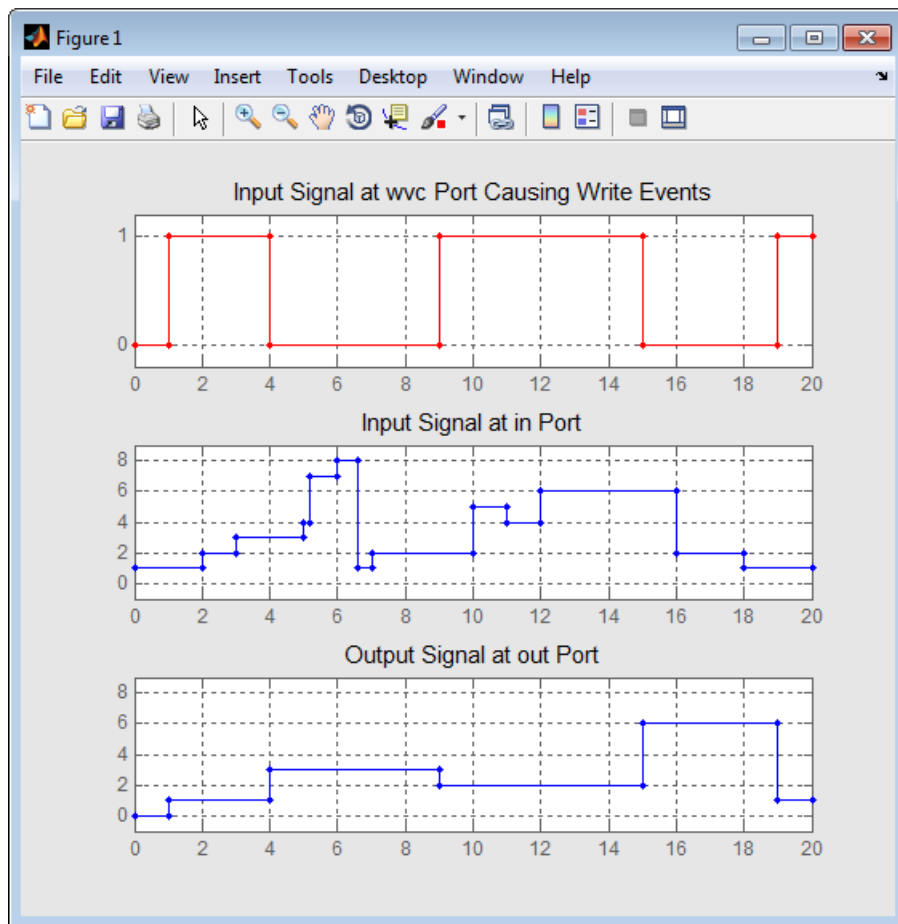 Figure 1
File Edit View Insert Tools Desktop Window Help
Input Signal at wvc Port Causing Write Events
1
0
0 2 4 6 8 10 12 14 16 18 20
Input Signal at in Port
8
6
4
2
0
0 2 4 6 8 10 12 14 16 18 20
Output Signal at out Port
8
6
4
2
0
0 2 4 6 8 10 12 14 16 18 20